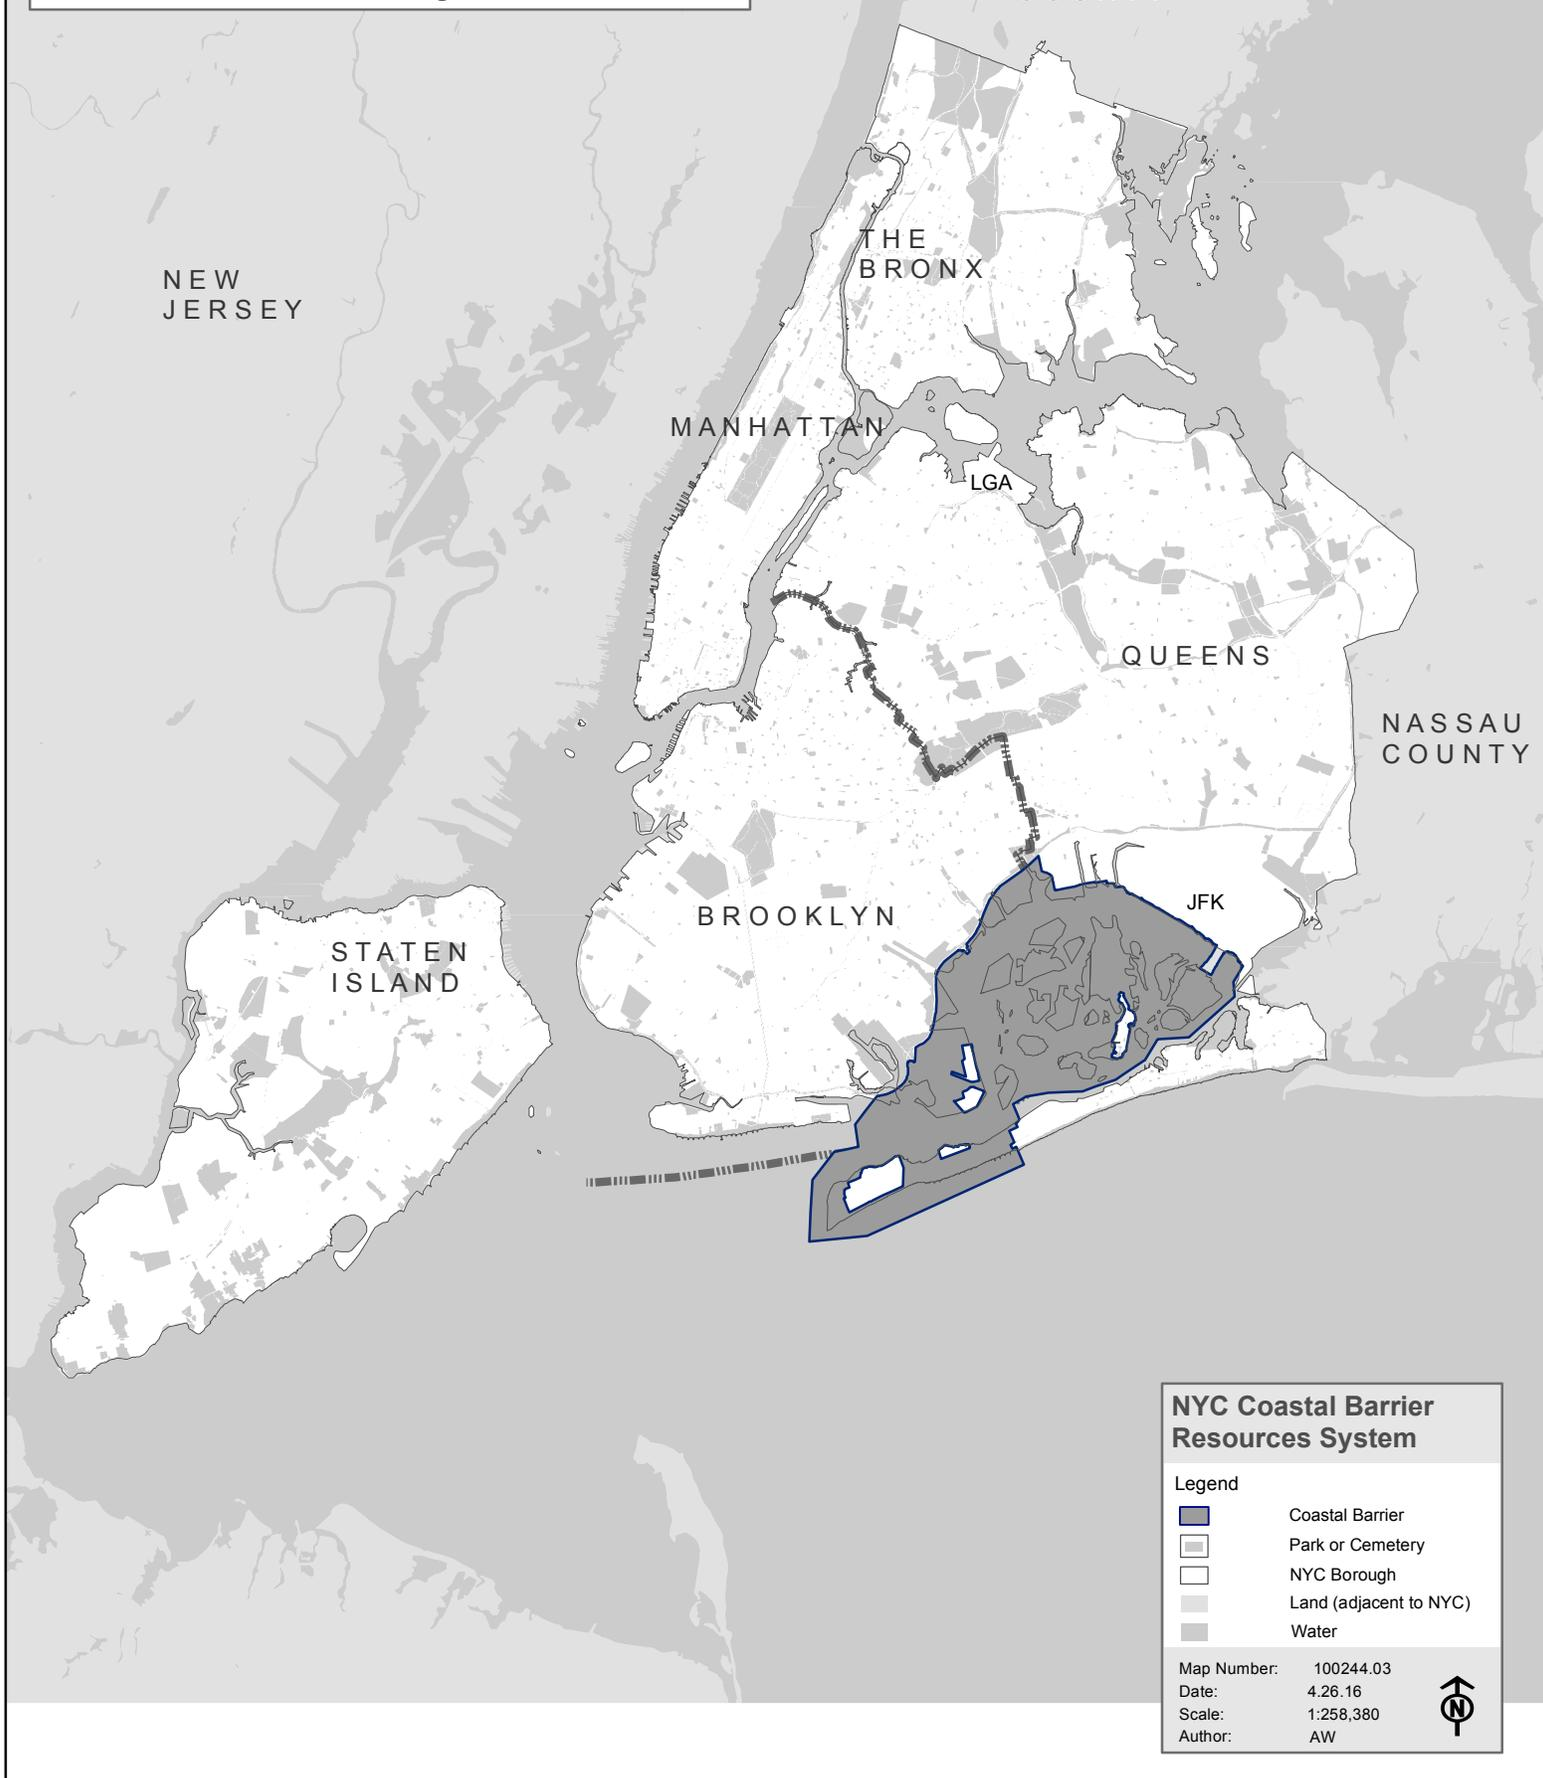 THE
BRONX
NEW
JERSEY
MANHATTAN
LGA
QUEENS
NASSAU
COUNTY
JFK
BROOKLYN
STATEN
ISLAND
NYC Coastal Barrier
Resources System
Legend
Coastal Barrier
Park or Cemetery
NYC Borough
Land (adjacent to NYC)
Water
Map Number: 100244.03
Date: 4.26.16
Scale: 1:258,380
Author: AW
N